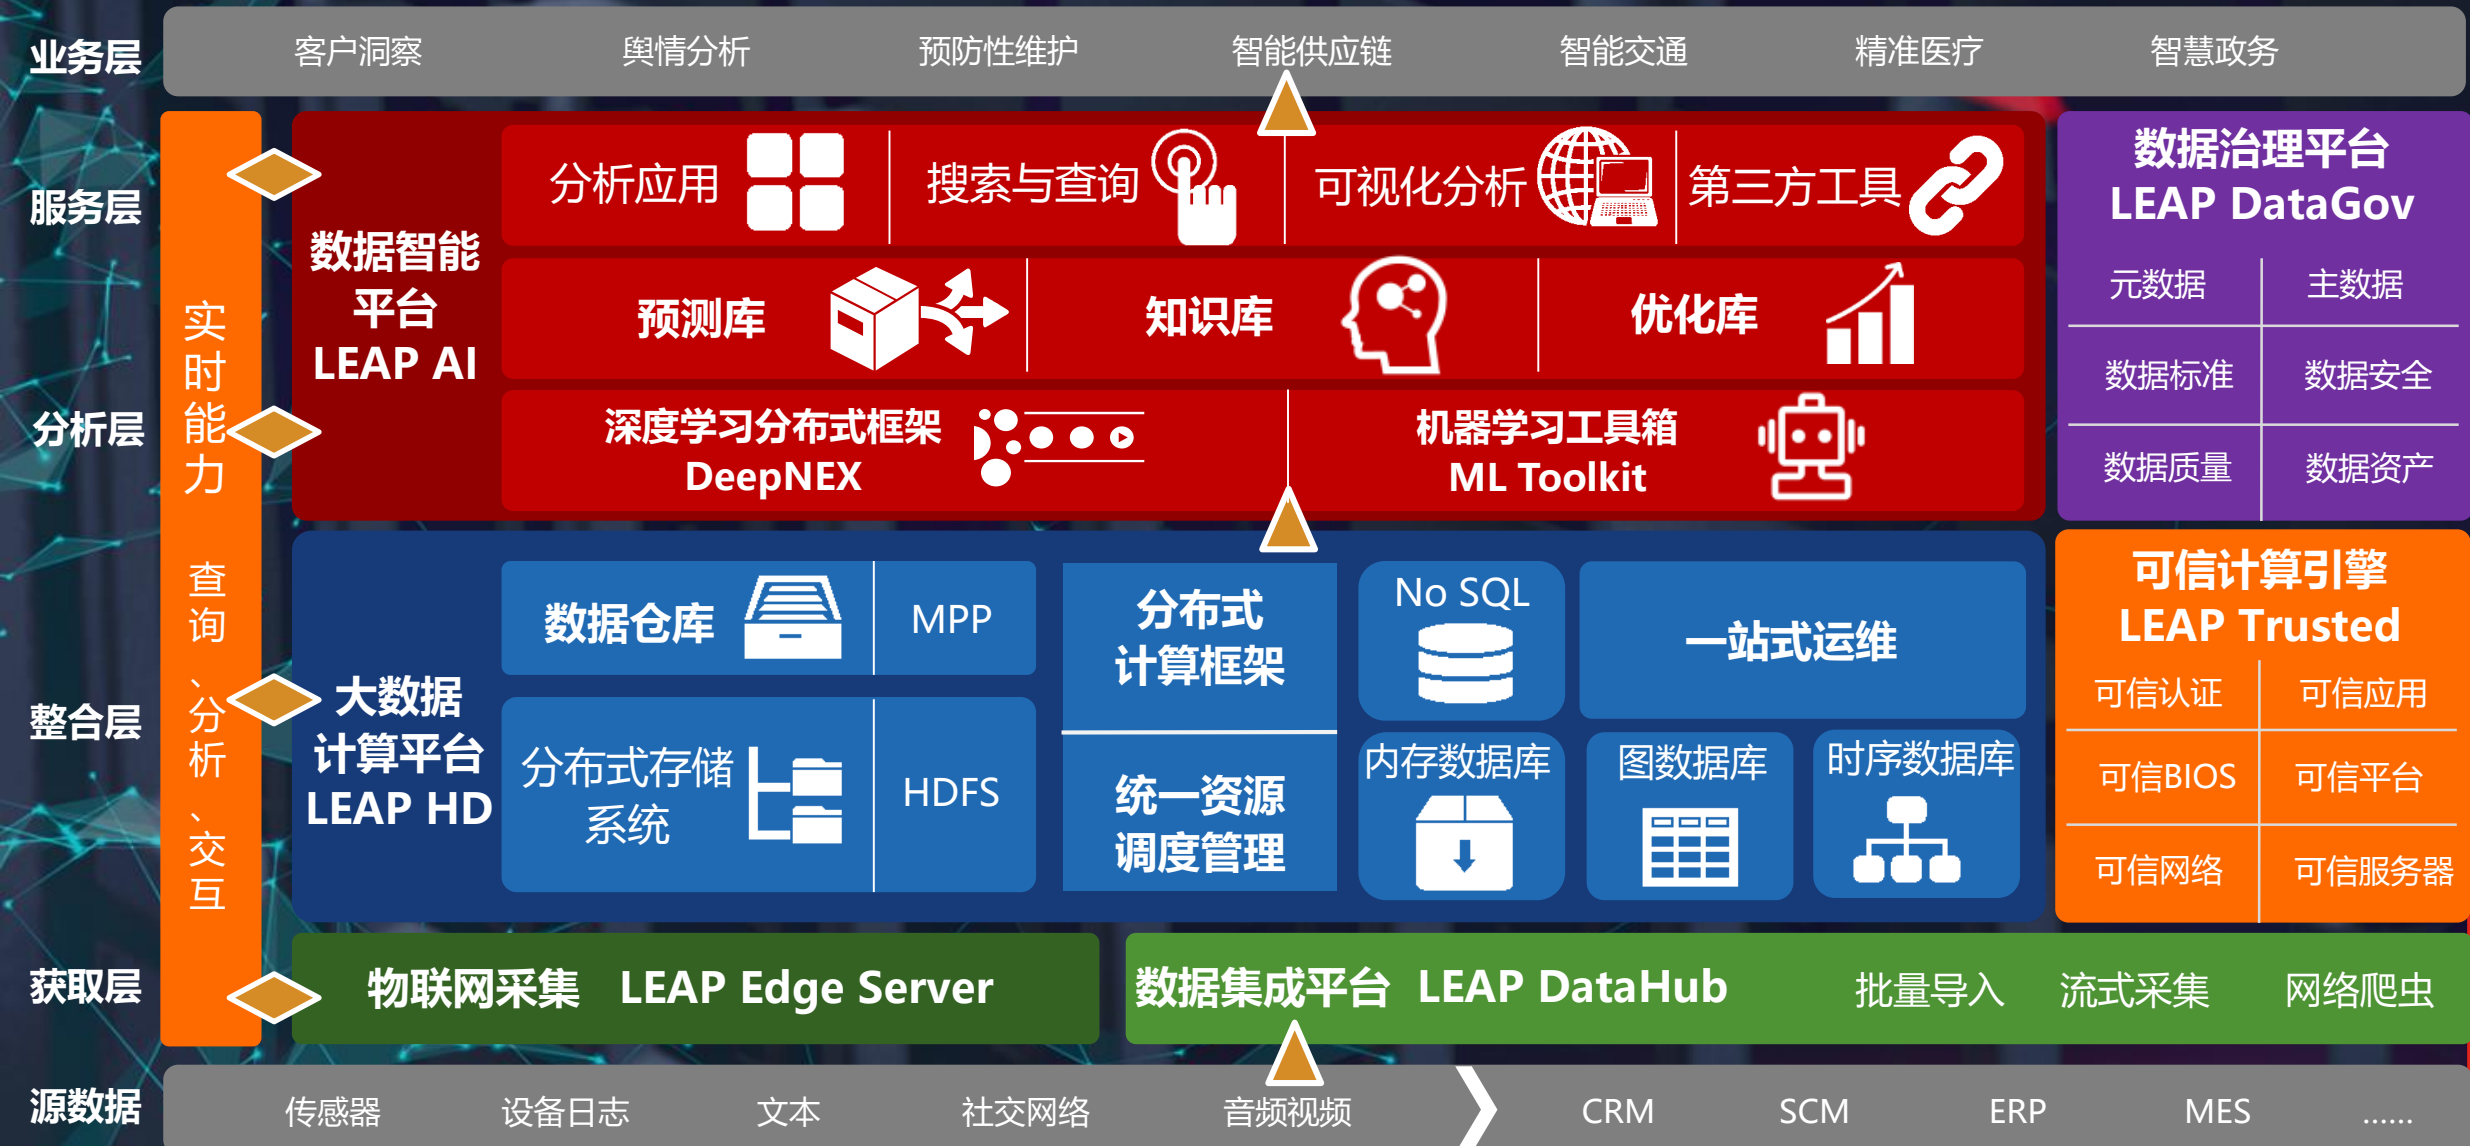 业务层
客户洞察
舆情分析
预防性维护
智能供应链
智能交通
精准医疗
智慧政务
服务层
分析层
整合层
获取层
源数据
实时能力
查询、分析、交互
数据智能
平台
LEAP AI
分析应用
搜索与查询
可视化分析
第三方工具
预测库
知识库
优化库
深度学习分布式框架
DeepNEX
机器学习工具箱
ML Toolkit
数据治理平台
LEAP DataGov
元数据
主数据
数据标准
数据安全
数据质量
数据资产
大数据
计算平台
LEAP HD
数据仓库
MPP
分布式存储
系统
HDFS
分布式
计算框架
统一资源
调度管理
No SQL
一站式运维
内存数据库
图数据库
时序数据库
可信计算引擎
LEAP Trusted
可信认证
可信应用
可信BIOS
可信平台
可信网络
可信服务器
物联网采集 LEAP Edge Server
数据集成平台 LEAP DataHub
批量导入
流式采集
网络爬虫
传感器
设备日志
文本
社交网络
音频视频
CRM
SCM
ERP
MES
......